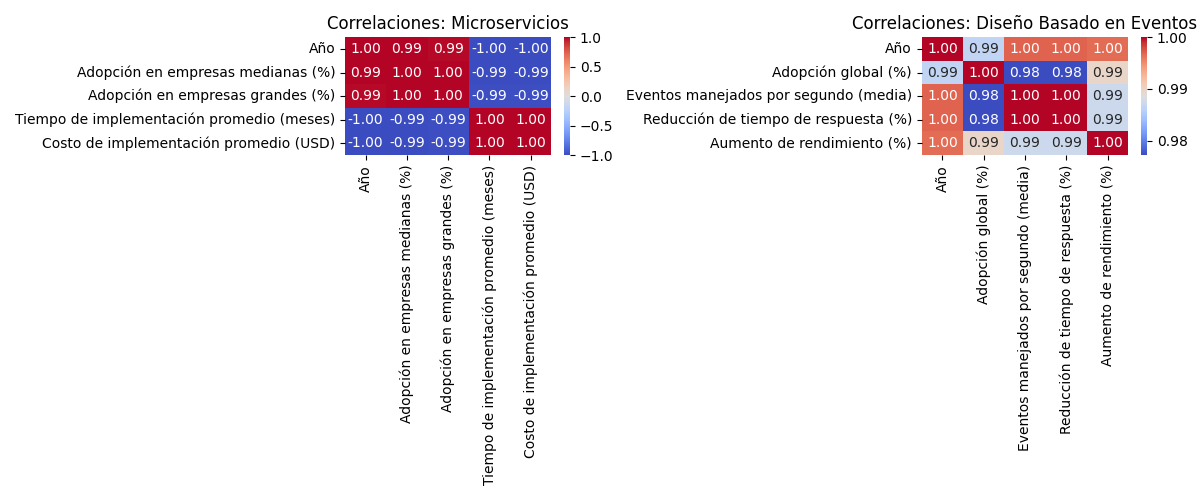 Correlaciones: Microservicios
Año 1.00 0.99 0.99 -1.00 -1.00
Adopción en empresas medianas (%) 0.99 1.00 1.00 -0.99 -0.99
Adopción en empresas grandes (%) 0.99 1.00 1.00 -0.99 -0.99
Tiempo de implementación promedio (meses) -1.00 -0.99 -0.99 1.00 1.00
Costo de implementación promedio (USD) -1.00 -0.99 -0.99 1.00 1.00
Año
Adopción en empresas medianas (%)
Adopción en empresas grandes (%)
Tiempo de implementación promedio (meses)
Costo de implementación promedio (USD)
1.0
0.5
0.0
−0.5
−1.0
Correlaciones: Diseño Basado en Eventos
Año 1.00 0.99 1.00 1.00 1.00
Adopción global (%) 0.99 1.00 0.98 0.98 0.99
Eventos manejados por segundo (media) 1.00 0.98 1.00 1.00 0.99
Reducción de tiempo de respuesta (%) 1.00 0.98 1.00 1.00 0.99
Aumento de rendimiento (%) 1.00 0.99 0.99 0.99 1.00
Año
Adopción global (%)
Eventos manejados por segundo (media)
Reducción de tiempo de respuesta (%)
Aumento de rendimiento (%)
1.00
0.99
0.98